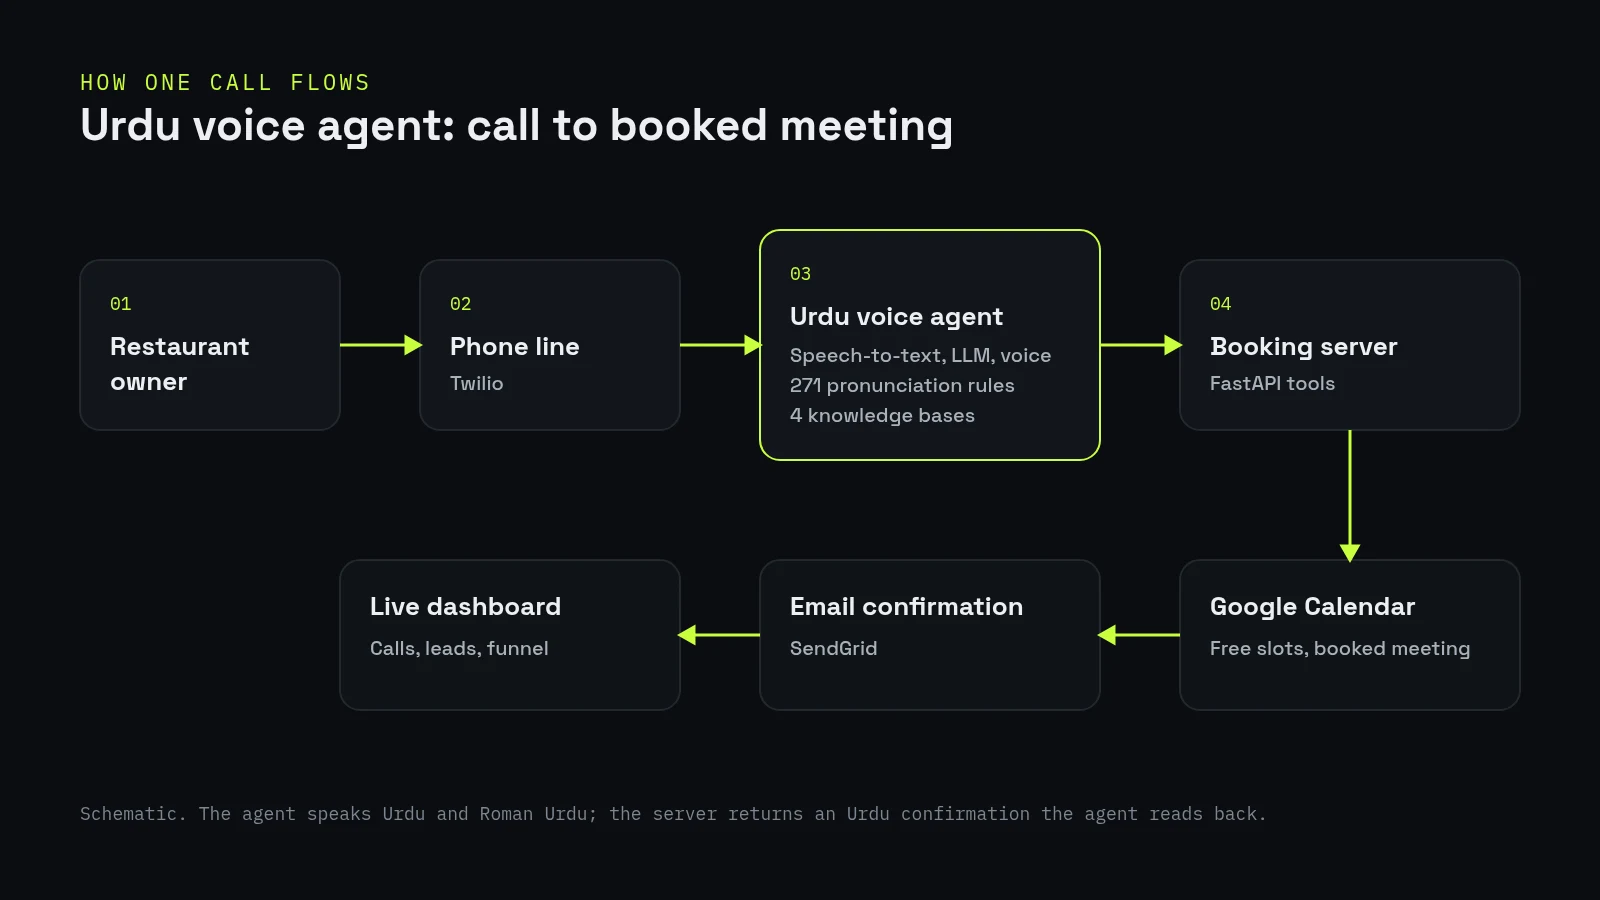 HOW ONE CALL FLOWS
Urdu voice agent: call to booked meeting
01
Restaurant
owner
02
Phone line
Twilio
03
Urdu voice agent
Speech-to-text, LLM, voice
271 pronunciation rules
4 knowledge bases
04
Booking server
FastAPI tools
Live dashboard
Calls, leads, funnel
Email confirmation
SendGrid
Google Calendar
Free slots, booked meeting
Schematic. The agent speaks Urdu and Roman Urdu; the server returns an Urdu confirmation the agent reads back.